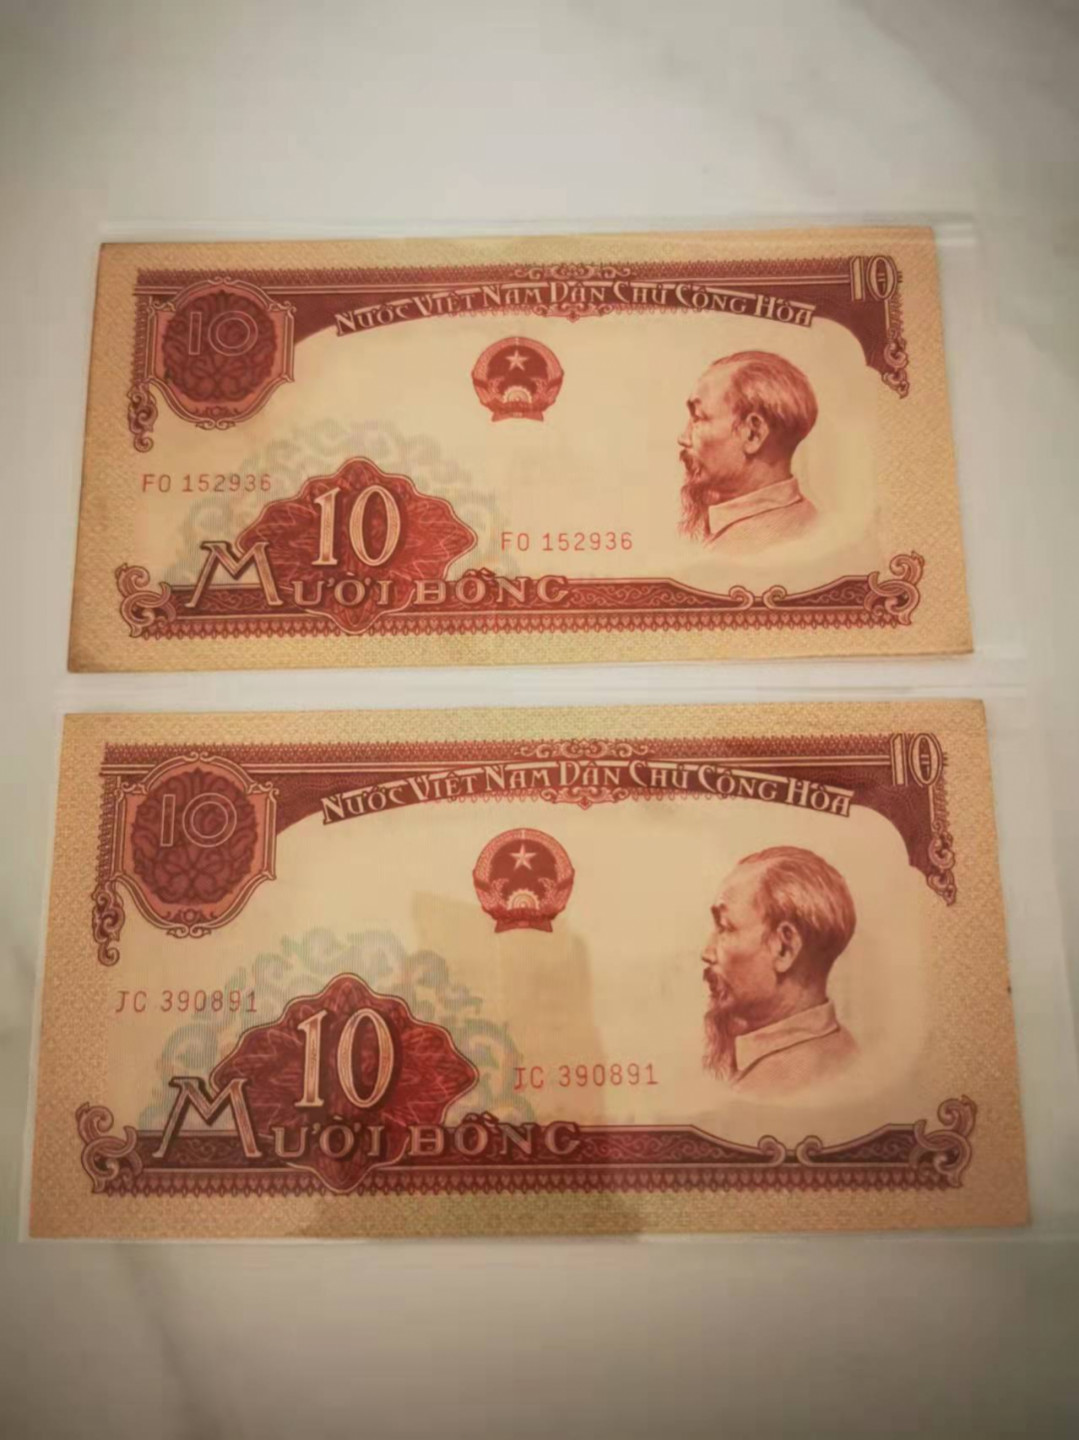 10
NƯỚC VIỆT NAM DÂN CHỦ CỘNG HÒA
10
FO 152936
10
FO 152936
MƯỜI ĐỒNG
10
NƯỚC VIỆT NAM DÂN CHỦ CỘNG HÒA
10
JC 390891
10
JC 390891
MƯỜI ĐỒNG